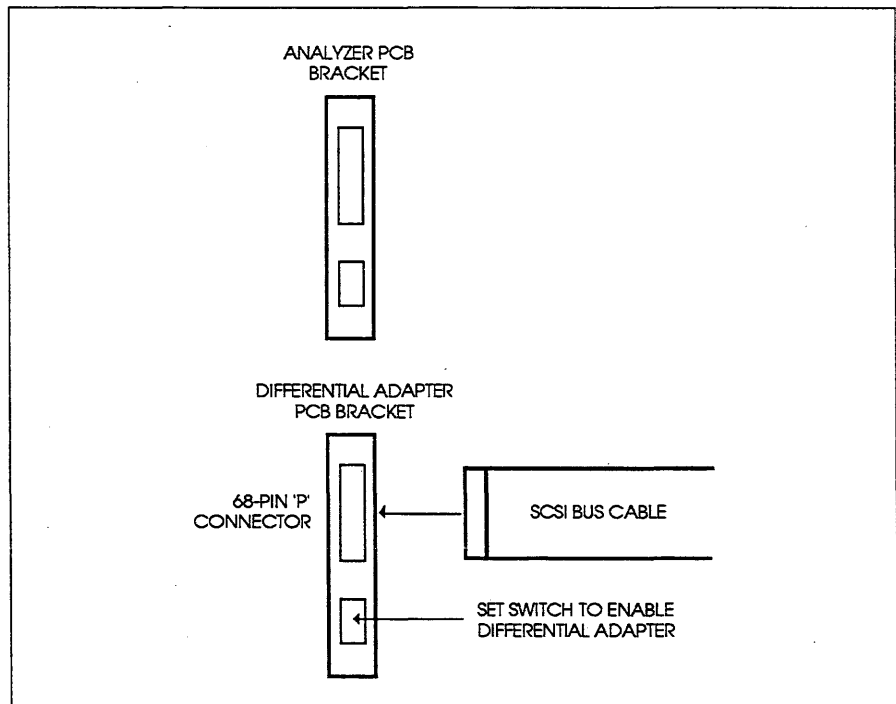 ANALYZER PCB
BRACKET
DIFFERENTIAL ADAPTER
PCB BRACKET
68-PIN 'P'
CONNECTOR
SCSI BUS CABLE
SET SWITCH TO ENABLE
DIFFERENTIAL ADAPTER